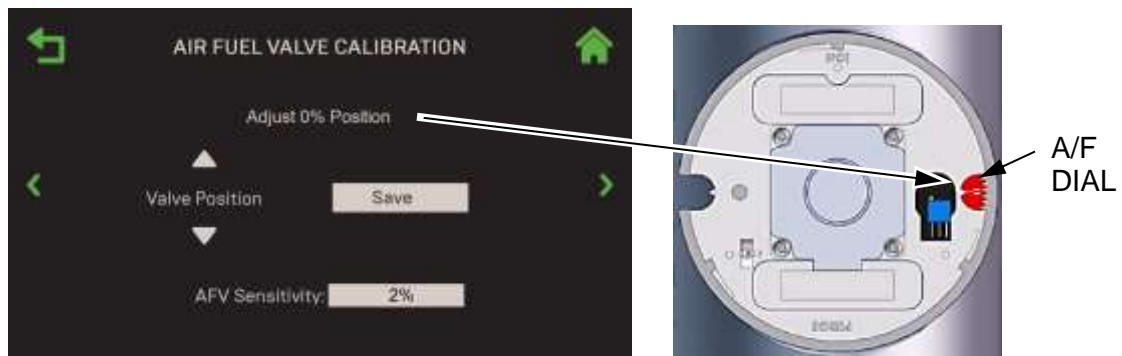 AIR FUEL VALVE CALIBRATION
Adjust 0% Position
Valve Position
Save
AFV Sensitivity:
2%
A/F
DIAL